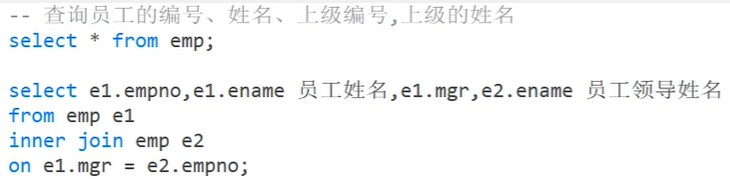 -- 查询员工的编号、姓名、上级编号,上级的姓名
select * from emp;
select e1.empno,e1.ename 员工姓名,e1.mgr,e2.ename 员工领导姓名
from emp e1
inner join emp e2
on e1.mgr = e2.empno;